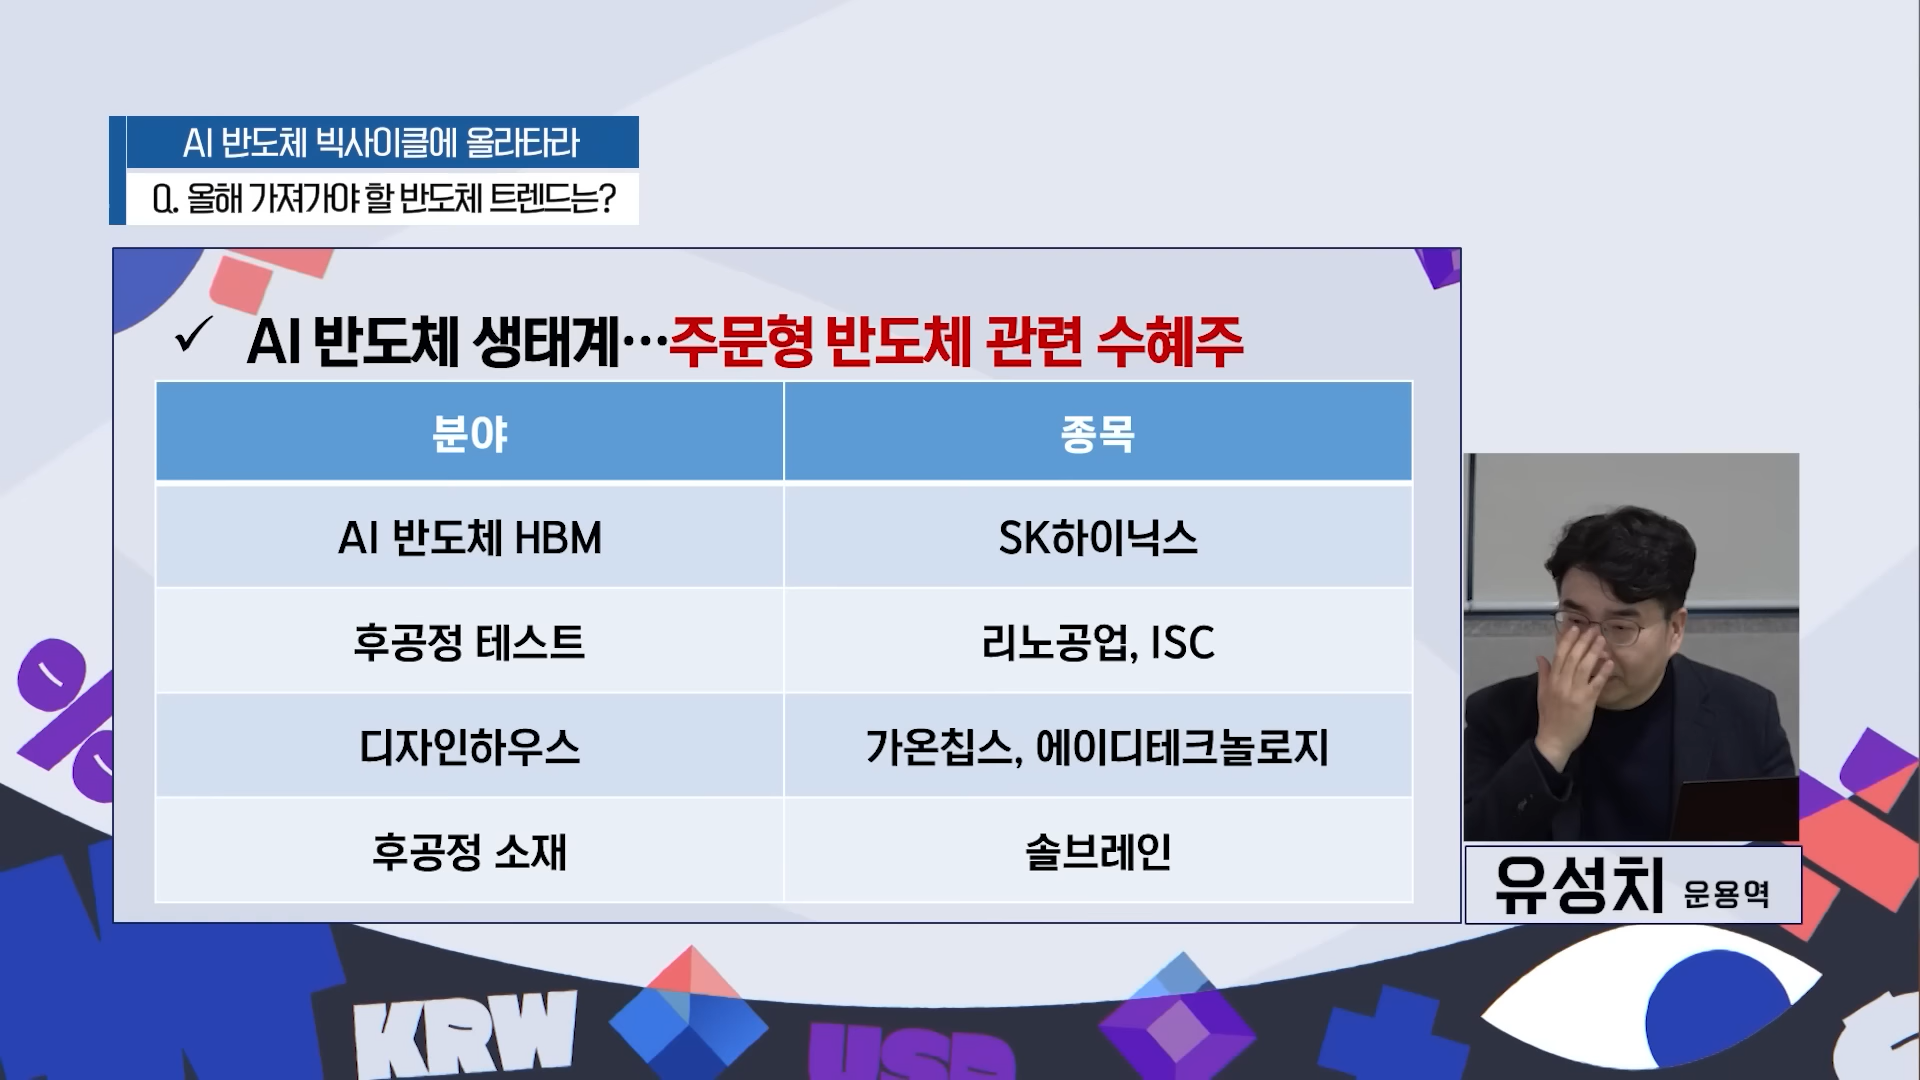 AI 반도체 빅사이클에 올라타라
Q. 올해 가져가야 할 반도체 트렌드는?
✓ AI 반도체 생태계…주문형 반도체 관련 수혜주
분야 종목
AI 반도체 HBM SK하이닉스
후공정 테스트 리노공업, ISC
디자인하우스 가온칩스, 에이디테크놀로지
후공정 소재 솔브레인
유성치 운용역
%
KRW
USD